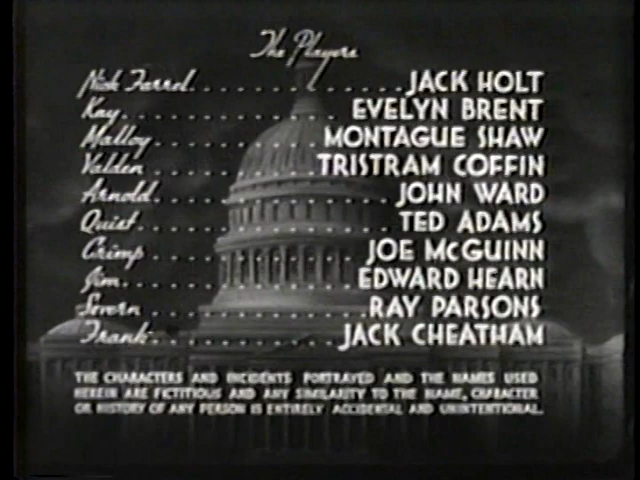 The Players
Nick Farrel. . . . . . . . . . . . . JACK HOLT
Kay. . . . . . . . . . . . . . EVELYN BRENT
Malloy. . . . . . . . . . . MONTAGUE SHAW
Valden . . . . . . . . . . . TRISTRAM COFFIN
Arnold. . . . . . . . . . . . . . . JOHN WARD
Quist. . . . . . . . . . . . . . . . TED ADAMS
Crimp . . . . . . . . . . . . . JOE McGUINN
Jim. . . . . . . . . . . . . . EDWARD HEARN
Severn . . . . . . . . . . . . . RAY PARSONS
Frank. . . . . . . . . . . . JACK CHEATHAM
THE CHARACTERS AND INCIDENTS PORTRAYED AND THE NAMES USED
HEREIN ARE FICTITIOUS AND ANY SIMILARITY TO THE NAME, CHARACTER
OR HISTORY OF ANY PERSON IS ENTIRELY ACCIDENTAL AND UNINTENTIONAL.